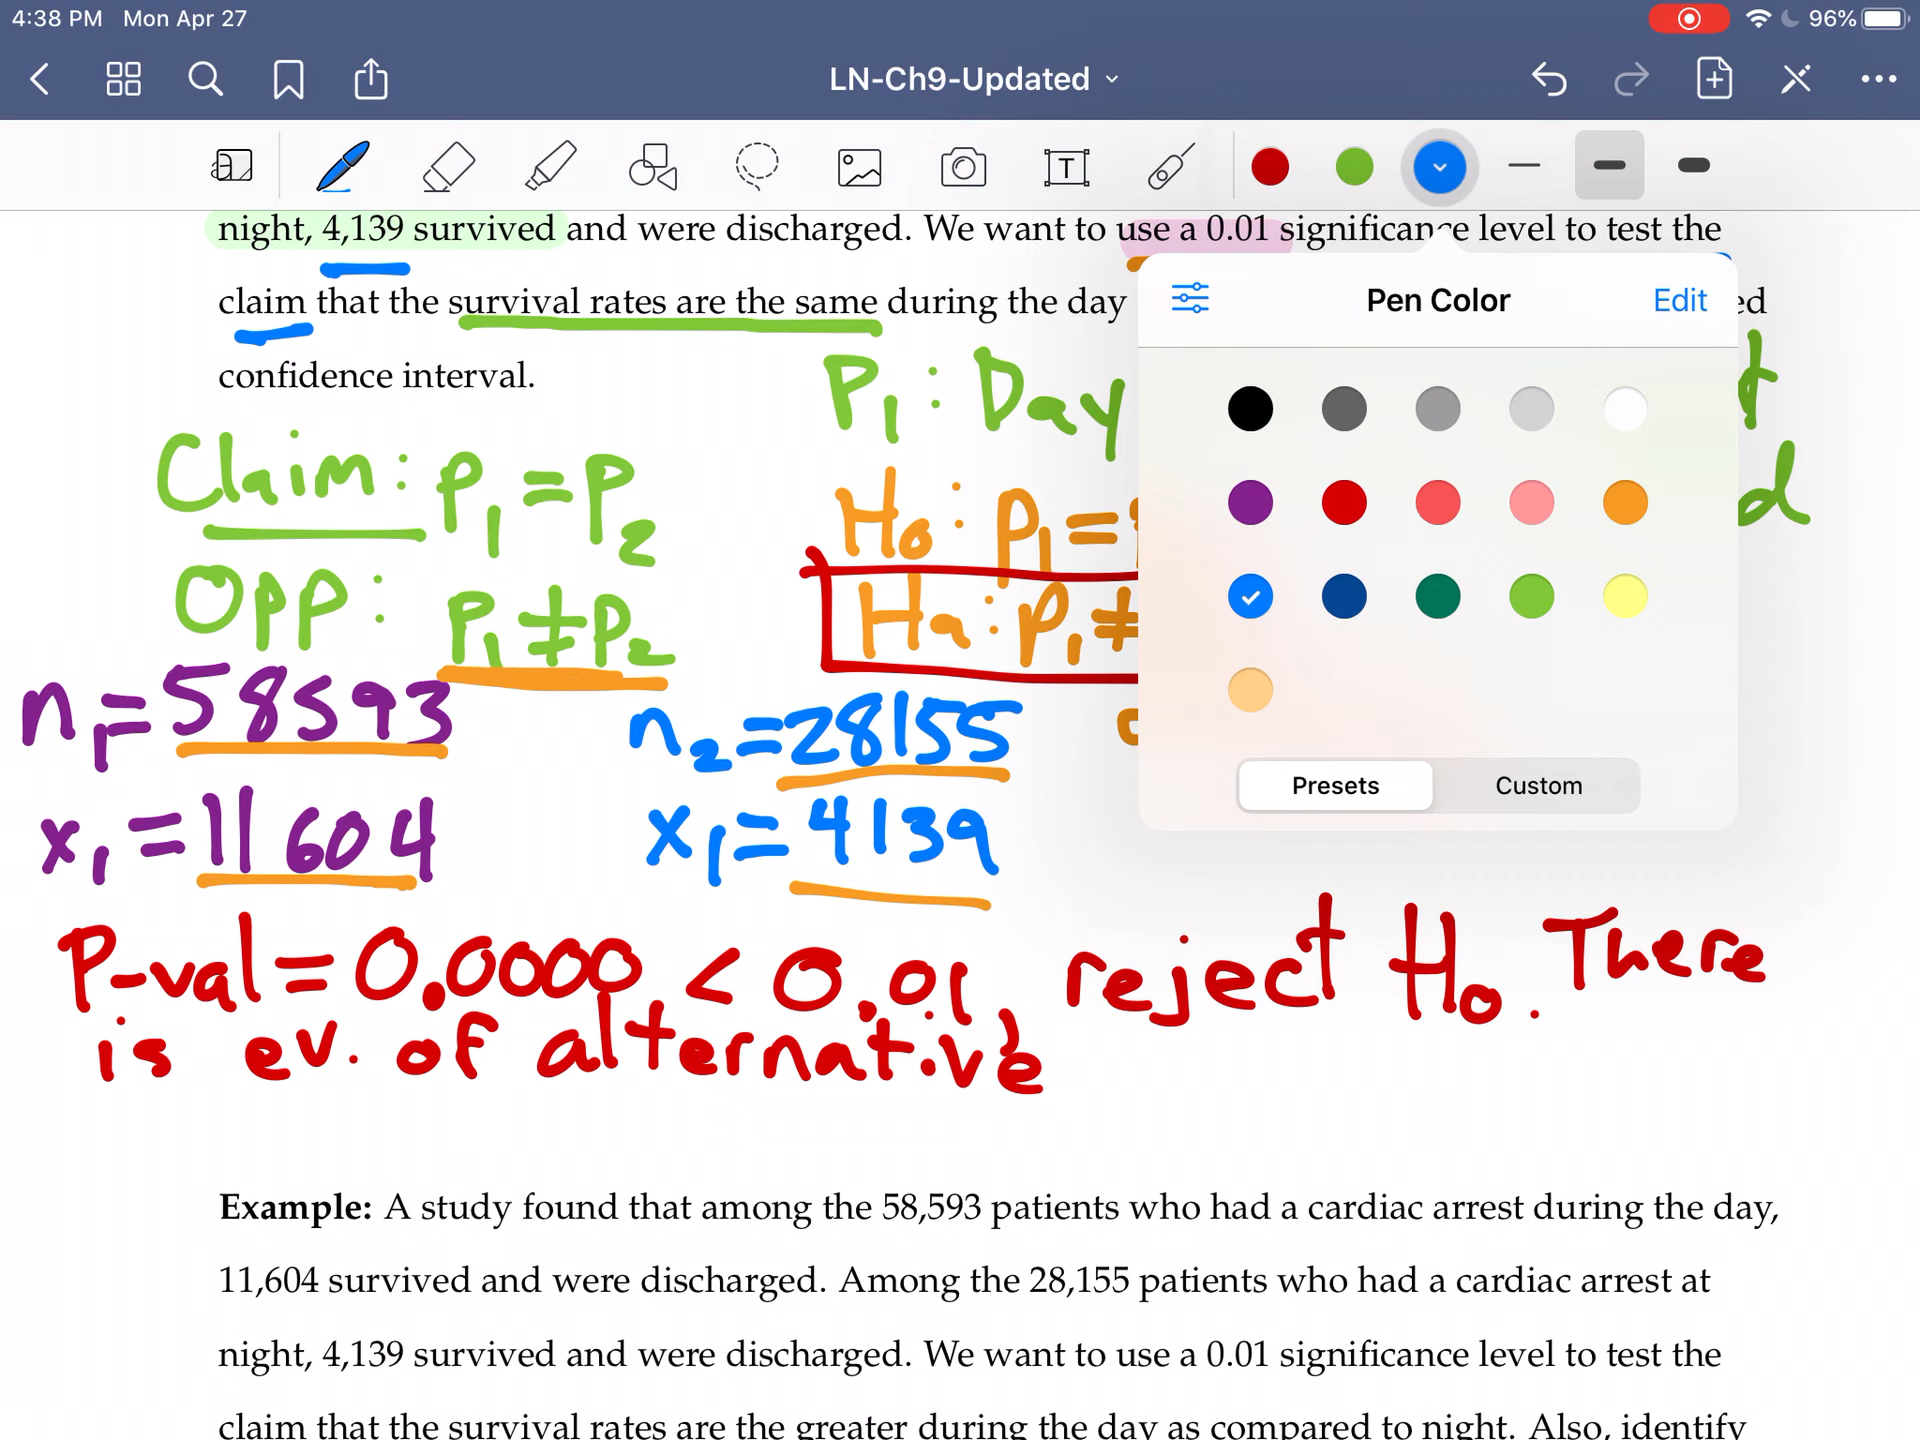 4:38 PM Mon Apr 27 96%
LN-Ch9-Updated
night, 4,139 survived and were discharged. We want to use a 0.01 significance level to test the
claim that the survival rates are the same during the day
confidence interval.
Pen Color
Edit
Presets
Custom
P1 : Day
Claim: P1 = P2
Ho : P1 =
Opp : P1 ≠ P2
Ha : P1 ≠
n1 = 58593
n2 = 28155
x1 = 11604
x1 = 4139
P-val = 0.0000 < 0.01, reject Ho. There
is ev. of alternative
Example: A study found that among the 58,593 patients who had a cardiac arrest during the day,
11,604 survived and were discharged. Among the 28,155 patients who had a cardiac arrest at
night, 4,139 survived and were discharged. We want to use a 0.01 significance level to test the
claim that the survival rates are the greater during the day as compared to night. Also, identify